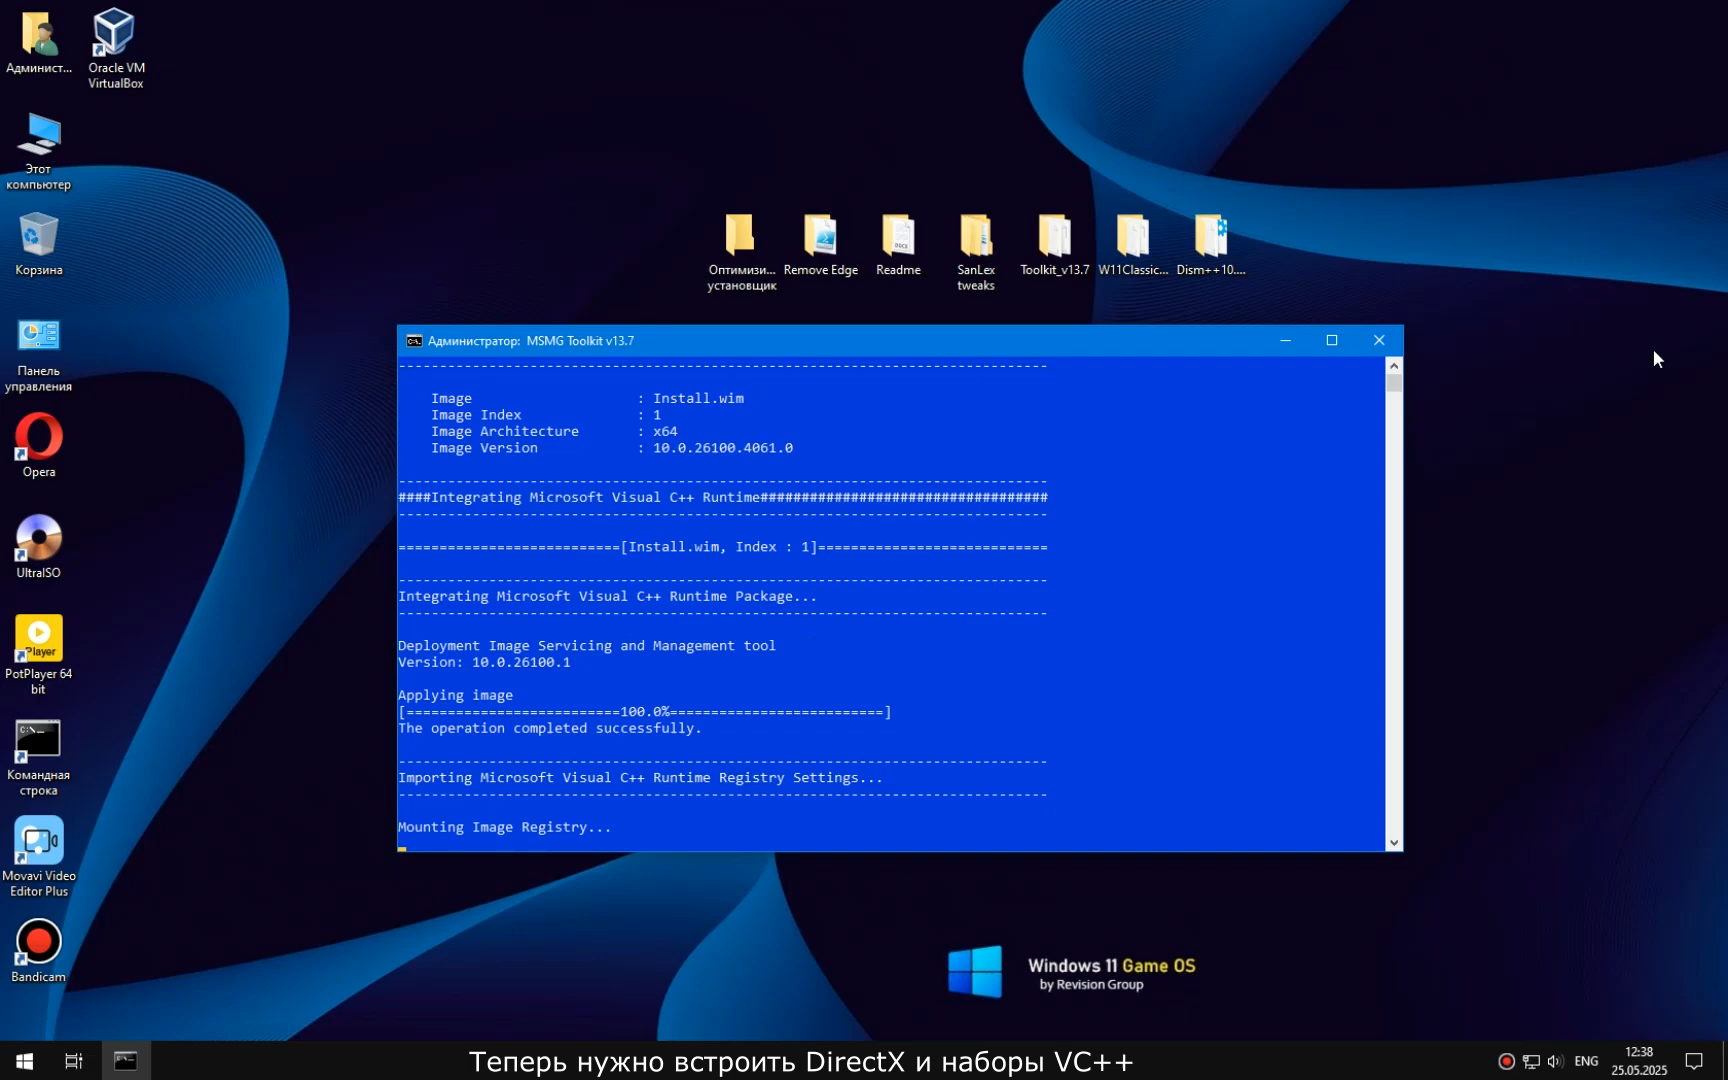 Админист...
Oracle VM
VirtualBox
Этот
компьютер
Корзина
Панель
управления
Opera
UltraISO
Player
PotPlayer 64
bit
Командная
строка
Movavi Video
Editor Plus
Bandicam
Оптимизи...
установщик
Remove Edge
DOCX
Readme
SanLex
tweaks
Toolkit_v13.7
W11Classic...
Dism++10....
Администратор: MSMG Toolkit v13.7
-------------------------------------------------------------------------------
Image : Install.wim
Image Index : 1
Image Architecture : x64
Image Version : 10.0.26100.4061.0
-------------------------------------------------------------------------------
####Integrating Microsoft Visual C++ Runtime###################################
-------------------------------------------------------------------------------
===========================[Install.wim, Index : 1]============================
-------------------------------------------------------------------------------
Integrating Microsoft Visual C++ Runtime Package...
-------------------------------------------------------------------------------
Deployment Image Servicing and Management tool
Version: 10.0.26100.1
Applying image
[==========================100.0%==========================]
The operation completed successfully.
-------------------------------------------------------------------------------
Importing Microsoft Visual C++ Runtime Registry Settings...
-------------------------------------------------------------------------------
Mounting Image Registry...
Windows 11 Game OS
by Revision Group
Теперь нужно встроить DirectX и наборы VC++
ENG
12:38
25.05.2025